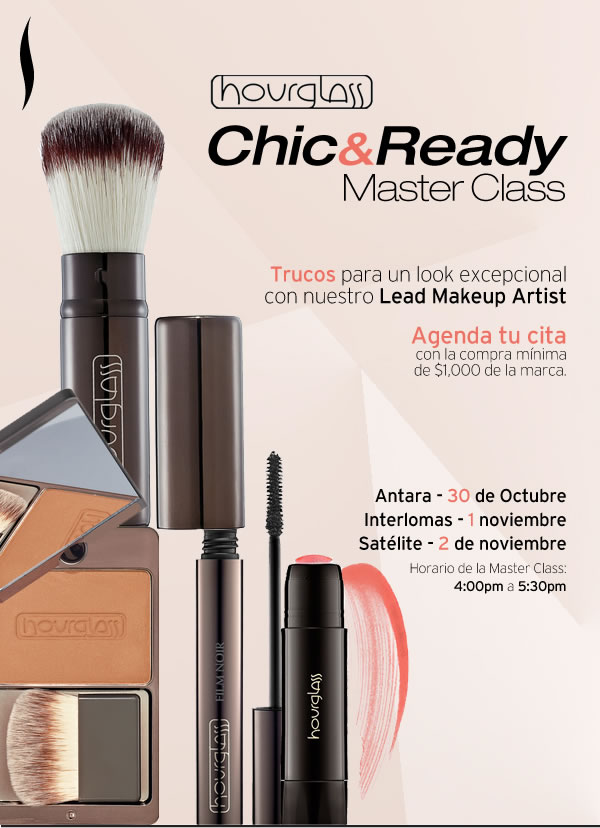 hourglass
Chic&Ready
Master Class
Trucos para un look excepcional
con nuestro Lead Makeup Artist
Agenda tu cita
con la compra mínima
de $1,000 de la marca.
Antara - 30 de Octubre
Interlomas - 1 noviembre
Satélite - 2 de noviembre
Horario de la Master Class:
4:00pm a 5:30pm
hourglass
hourglass
FILM NOIR
hourglass
hourglass